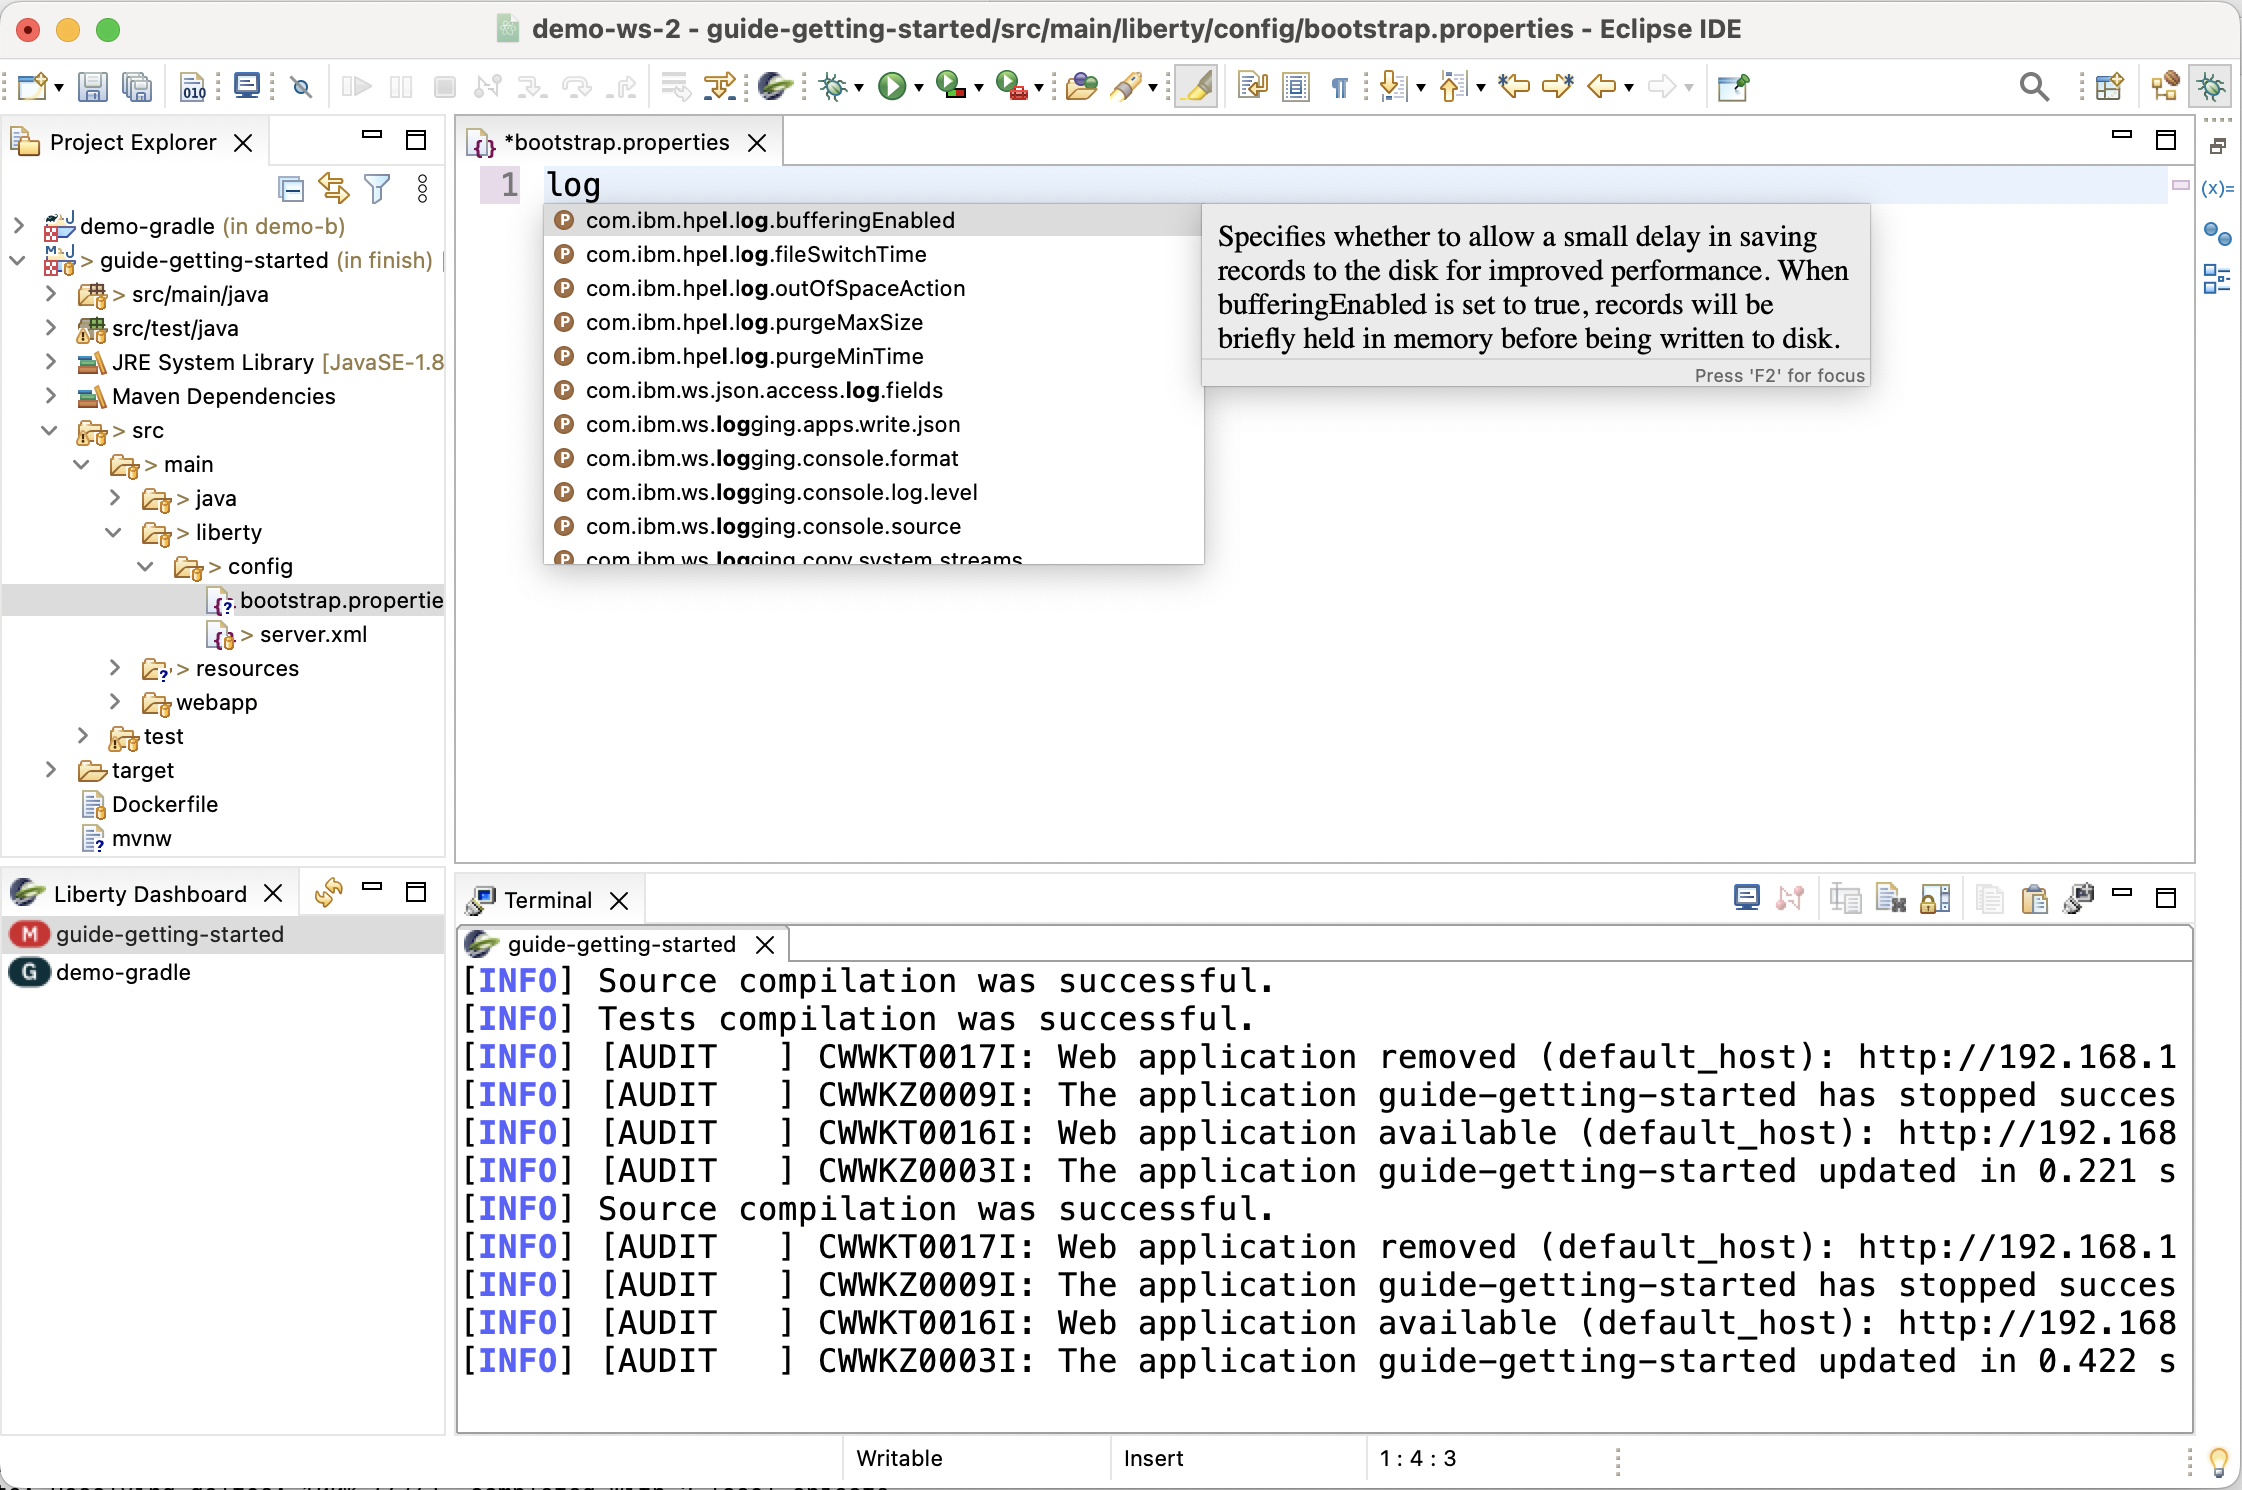 demo-ws-2 - guide-getting-started/src/main/liberty/config/bootstrap.properties - Eclipse IDE
010
Project Explorer
demo-gradle (in demo-b)
> guide-getting-started (in finish)
> src/main/java
src/test/java
JRE System Library [JavaSE-1.8
Maven Dependencies
> src
> main
> java
> liberty
> config
bootstrap.propertie
> server.xml
> resources
webapp
test
target
Dockerfile
mvnw
*bootstrap.properties
1 log
com.ibm.hpel.log.bufferingEnabled
com.ibm.hpel.log.fileSwitchTime
com.ibm.hpel.log.outOfSpaceAction
com.ibm.hpel.log.purgeMaxSize
com.ibm.hpel.log.purgeMinTime
com.ibm.ws.json.access.log.fields
com.ibm.ws.logging.apps.write.json
com.ibm.ws.logging.console.format
com.ibm.ws.logging.console.log.level
com.ibm.ws.logging.console.source
com.ibm.ws.logging.copy.system.streams
Specifies whether to allow a small delay in saving
records to the disk for improved performance. When
bufferingEnabled is set to true, records will be
briefly held in memory before being written to disk.
Press 'F2' for focus
(x)=
Liberty Dashboard
M guide-getting-started
G demo-gradle
Terminal
guide-getting-started
[INFO] Source compilation was successful.
[INFO] Tests compilation was successful.
[INFO] [AUDIT   ] CWWKT0017I: Web application removed (default_host): http://192.168.1
[INFO] [AUDIT   ] CWWKZ0009I: The application guide-getting-started has stopped succes
[INFO] [AUDIT   ] CWWKT0016I: Web application available (default_host): http://192.168
[INFO] [AUDIT   ] CWWKZ0003I: The application guide-getting-started updated in 0.221 s
[INFO] Source compilation was successful.
[INFO] [AUDIT   ] CWWKT0017I: Web application removed (default_host): http://192.168.1
[INFO] [AUDIT   ] CWWKZ0009I: The application guide-getting-started has stopped succes
[INFO] [AUDIT   ] CWWKT0016I: Web application available (default_host): http://192.168
[INFO] [AUDIT   ] CWWKZ0003I: The application guide-getting-started updated in 0.422 s
Writable
Insert
1 : 4 : 3